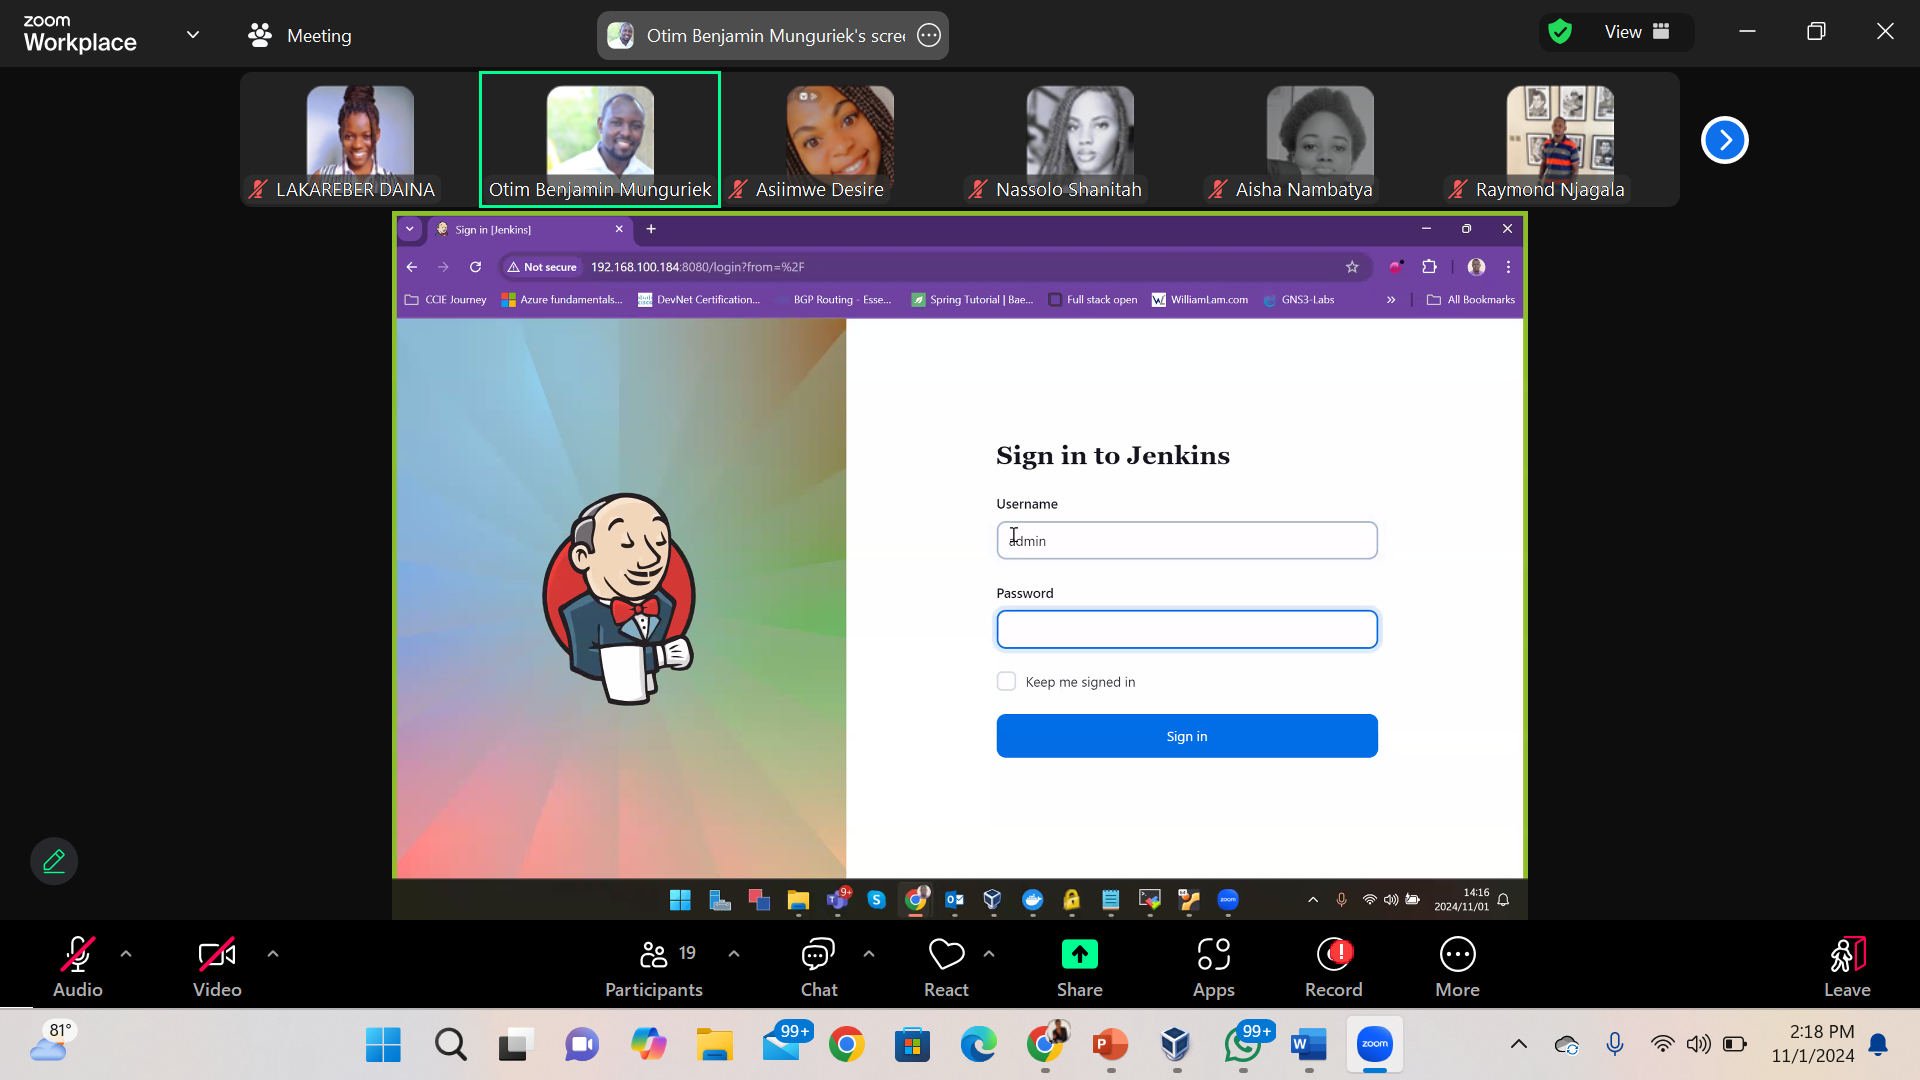 zoom
Workplace
Meeting
Otim Benjamin Munguriek's scre
View
LAKAREBER DAINA
Otim Benjamin Munguriek
Asiimwe Desire
Nassolo Shanitah
Aisha Nambatya
Raymond Njagala
Sign in [Jenkins]
Not secure
192.168.100.184:8080/login?from=%2F
CCIE Journey
Azure fundamentals...
DevNet Certification...
BGP Routing - Esse...
Spring Tutorial | Bae...
Full stack open
WilliamLam.com
GNS3-Labs
»
All Bookmarks
Sign in to Jenkins
Username
admin
Password
Keep me signed in
Sign in
9+
zoom
14:16
2024/11/01
Audio
Video
19
Participants
Chat
React
Share
Apps
Record
More
Leave
81°
99+
99+
zoom
2:18 PM
11/1/2024